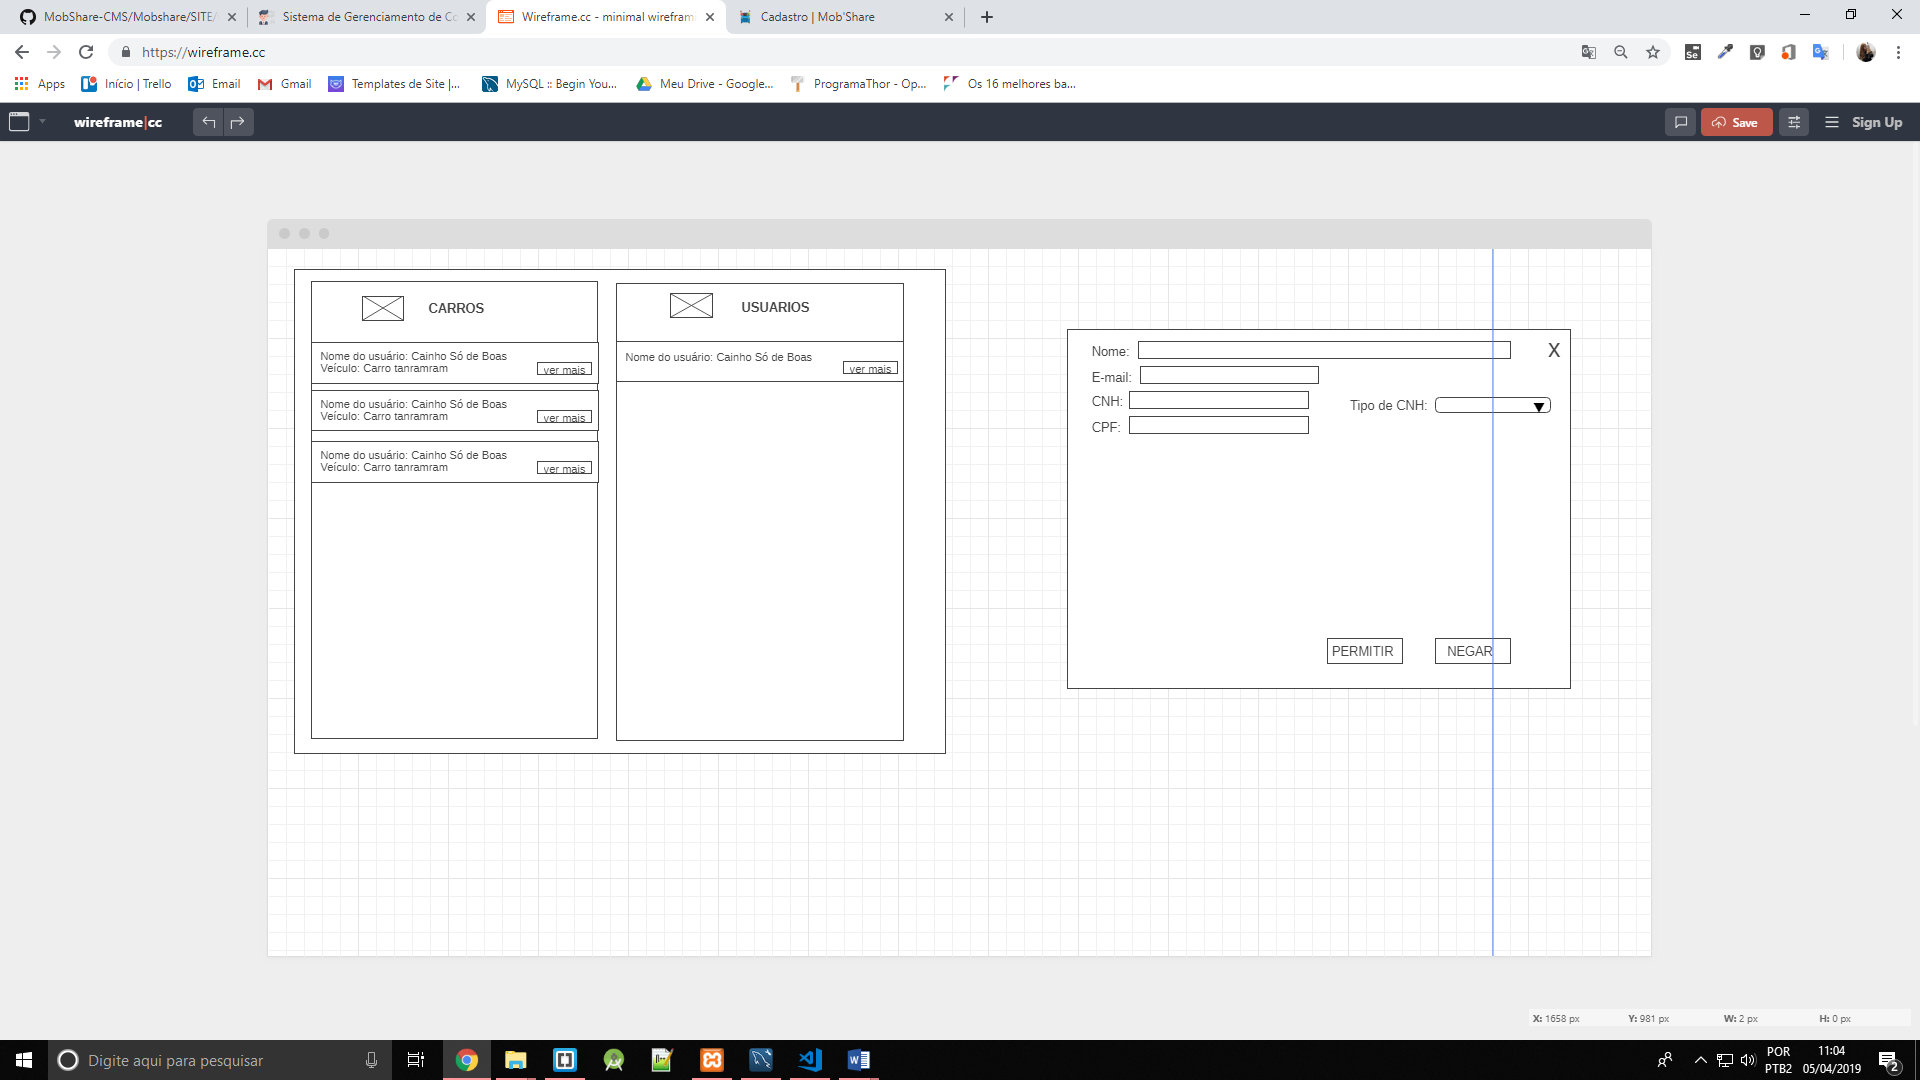 MobShare-CMS/Mobshare/SITE/
Sistema de Gerenciamento de Co
Wireframe.cc - minimal wirefram
Cadastro | Mob'Share
https://wireframe.cc
Apps
Início | Trello
Email
Gmail
Templates de Site |...
MySQL :: Begin You...
Meu Drive - Google...
ProgramaThor - Op...
Os 16 melhores ba...
wireframe|cc
Save
Sign Up
CARROS
Nome do usuário: Cainho Só de Boas
Veículo: Carro tanramram
ver mais
Nome do usuário: Cainho Só de Boas
Veículo: Carro tanramram
ver mais
Nome do usuário: Cainho Só de Boas
Veículo: Carro tanramram
ver mais
USUARIOS
Nome do usuário: Cainho Só de Boas
ver mais
X
Nome:
E-mail:
CNH:
Tipo de CNH:
CPF:
PERMITIR
NEGAR
X: 1658 px
Y: 981 px
W: 2 px
H: 0 px
Digite aqui para pesquisar
POR
PTB2
11:04
05/04/2019
2